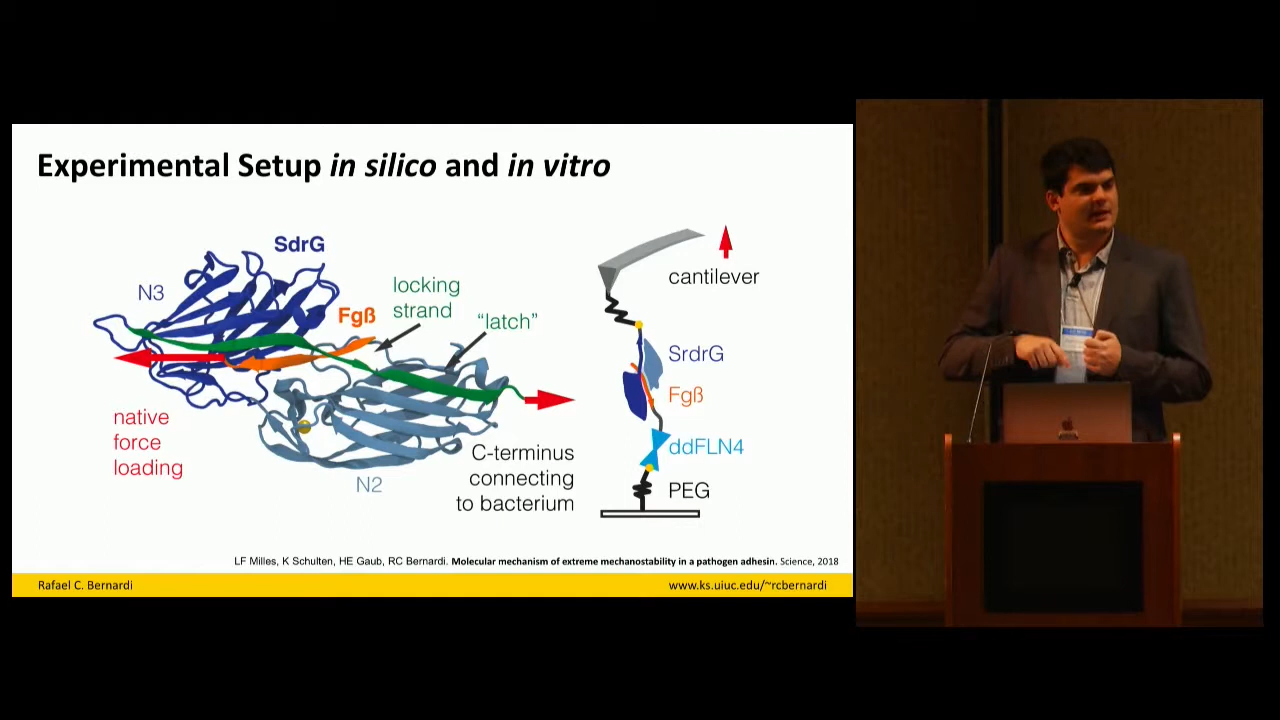 Experimental Setup in silico and in vitro
SdrG
N3
Fgß
locking
strand
“latch”
native
force
loading
N2
C-terminus
connecting
to bacterium
cantilever
SrdrG
Fgß
ddFLN4
PEG
LF Milles, K Schulten, HE Gaub, RC Bernardi. Molecular mechanism of extreme mechanostability in a pathogen adhesin. Science, 2018
Rafael C. Bernardi
www.ks.uiuc.edu/~rcbernardi